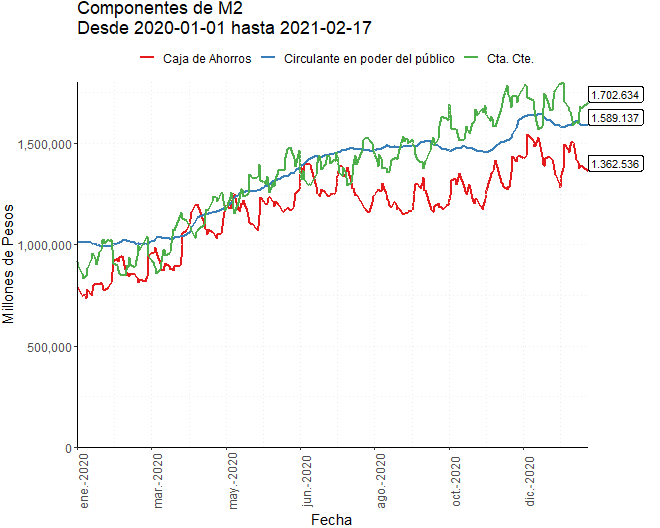 Componentes de M2
Desde 2020-01-01 hasta 2021-02-17
Caja de Ahorros Circulante en poder del público Cta. Cte.
1.702.634
1.589.137
1.362.536
1,500,000
1,000,000
500,000
0
Millones de Pesos
ene.-2020 mar.-2020 may.-2020 jun.-2020 ago.-2020 oct.-2020 dic.-2020
Fecha